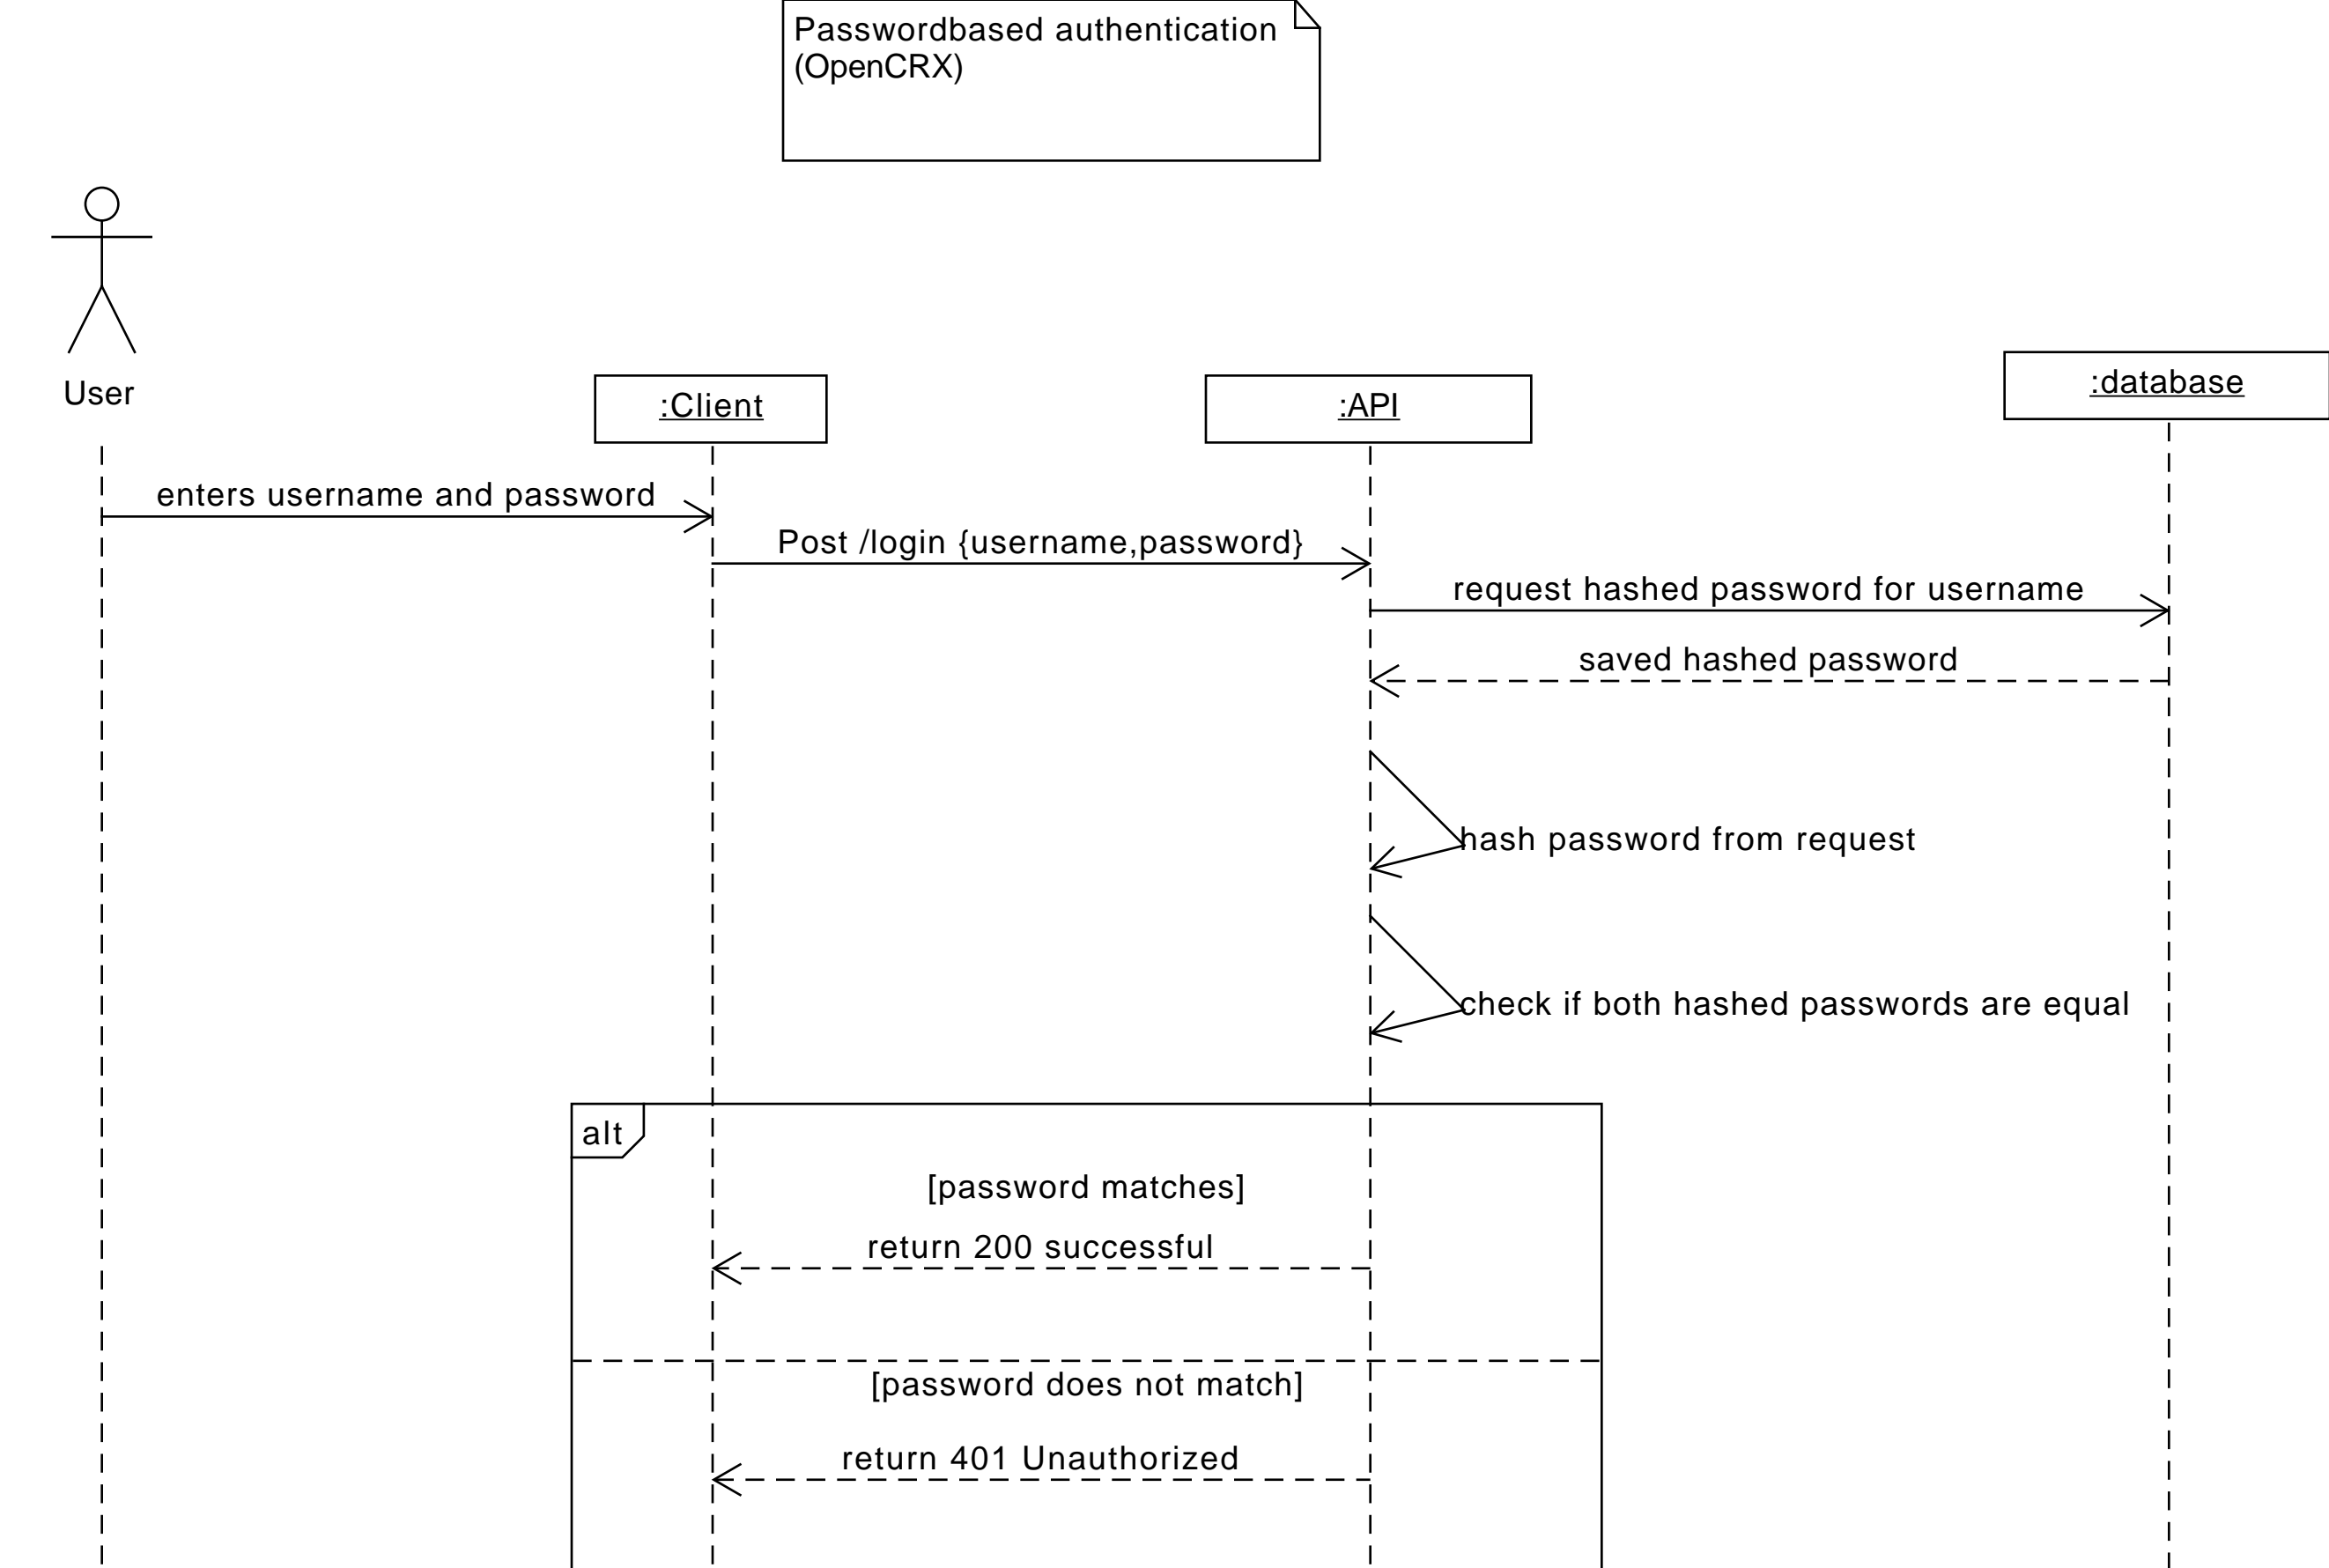 Passwordbased authentication
(OpenCRX)
User
:Client
:API
:database
enters username and password
Post /login {username,password}
request hashed password for username
saved hashed password
hash password from request
check if both hashed passwords are equal
alt
[password matches]
return 200 successful
[password does not match]
return 401 Unauthorized